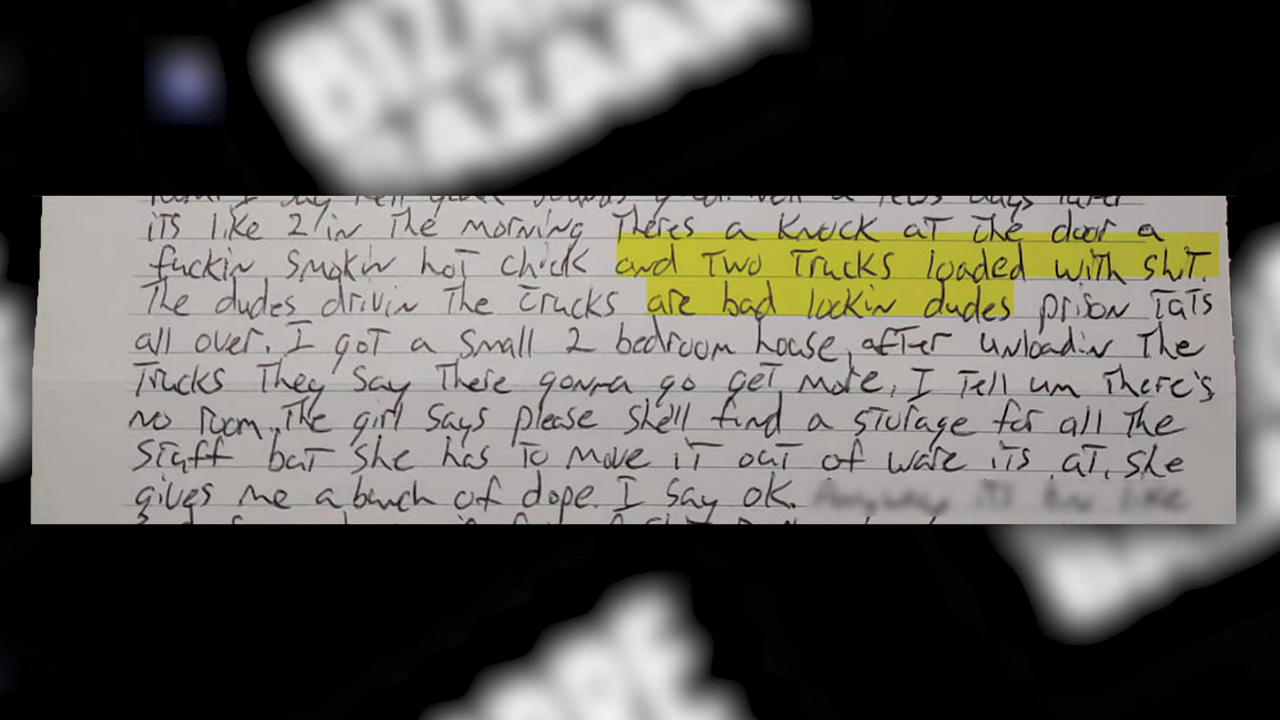 its like 2 in The morning Theres a knock aT The door a
fuckin smokin hoT chick and Two Trucks loaded wiTh shiT.
The dudes drivin The Trucks are bad lookin dudes prison TaTs
all over. I goT a small 2 bedroom house, afTer unloadin The
Trucks They say There gonna go geT more, I Tell um There's
no room. The girl says please she'll find a sTorage for all The
sTuff buT she has To move iT ouT of ware iTs aT. She
gives me a bunch of dope. I say ok.